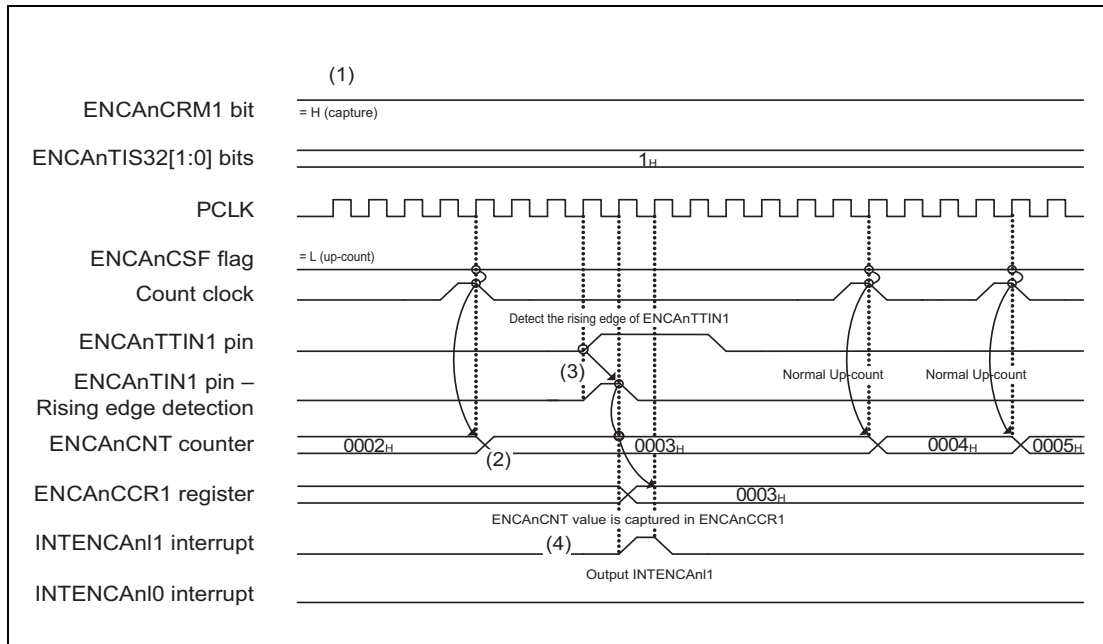 (1)
ENCAnCRM1 bit
= H (capture)
ENCAnTIS32[1:0] bits
1H
PCLK
ENCAnCSF flag
= L (up-count)
Count clock
Detect the rising edge of ENCAnTTIN1
ENCAnTTIN1 pin
(3)
Normal Up-count
Normal Up-count
ENCAnTIN1 pin –
Rising edge detection
ENCAnCNT counter
0002H
(2)
0003H
0004H
0005H
ENCAnCCR1 register
0003H
ENCAnCNT value is captured in ENCAnCCR1
INTENCAnI1 interrupt
(4)
Output INTENCAnI1
INTENCAnI0 interrupt